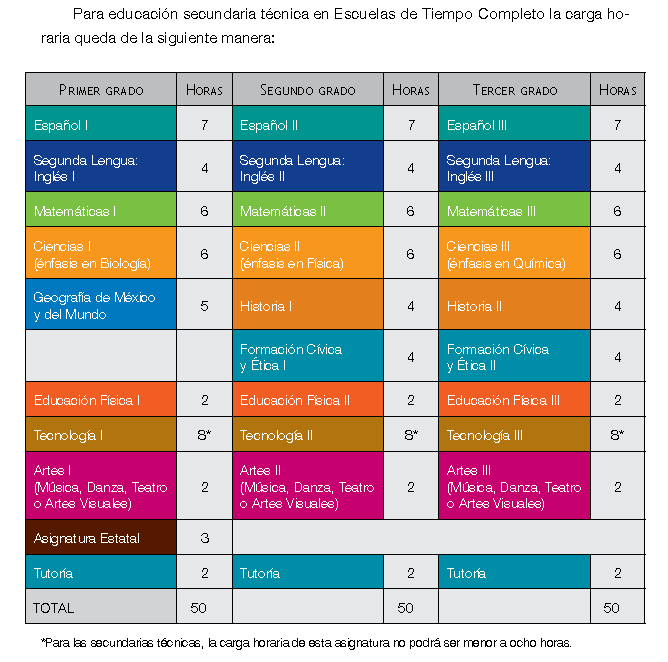 Para educación secundaria técnica en Escuelas de Tiempo Completo la carga ho-
raria queda de la siguiente manera:
Primer grado Horas Segundo grado Horas Tercer grado Horas
Español I 7 Español II 7 Español III 7
Segunda Lengua: Inglés I 4 Segunda Lengua: Inglés II 4 Segunda Lengua: Inglés III 4
Matemáticas I 6 Matemáticas II 6 Matemáticas III 6
Ciencias I (énfasis en Biología) 6 Ciencias II (énfasis en Física) 6 Ciencias III (énfasis en Química) 6
Geografía de México y del Mundo 5 Historia I 4 Historia II 4
Formación Cívica y Ética I 4 Formación Cívica y Ética II 4
Educación Física I 2 Educación Física II 2 Educación Física III 2
Tecnología I 8* Tecnología II 8* Tecnología III 8*
Artes I (Música, Danza, Teatro o Artes Visuales) 2 Artes II (Música, Danza, Teatro o Artes Visuales) 2 Artes III (Música, Danza, Teatro o Artes Visuales) 2
Asignatura Estatal 3
Tutoría 2 Tutoría 2 Tutoría 2
TOTAL 50 50 50
*Para las secundarias técnicas, la carga horaria de esta asignatura no podrá ser menor a ocho horas.